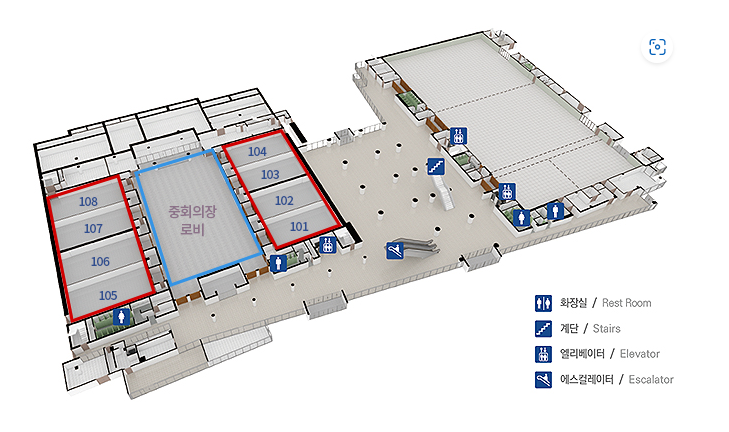 104
103
102
101
108
107
106
105
중회의장
로비
화장실 / Rest Room
계단 / Stairs
엘리베이터 / Elevator
에스컬레이터 / Escalator